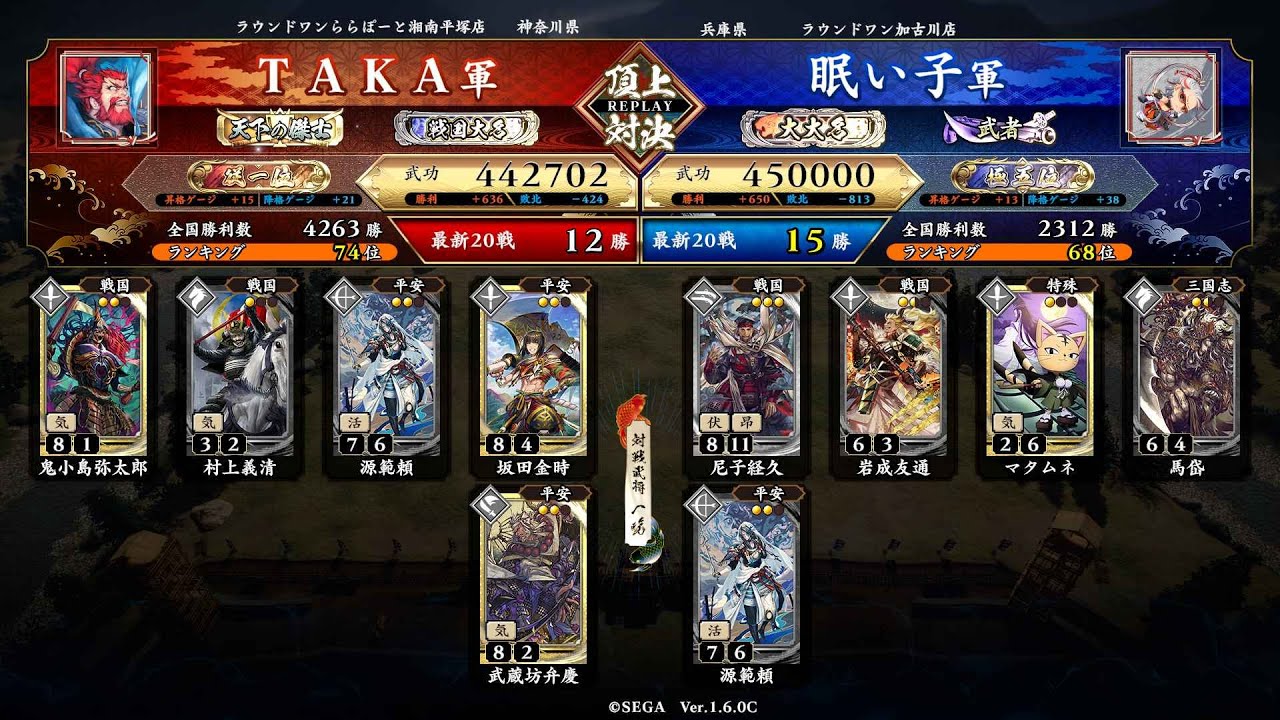 ラウンドワンららぽーと湘南平塚店　神奈川県
兵庫県　ラウンドワン加古川店
TAKA軍
頂上
REPLAY
対決
眠い子軍
天下の傑士
戦国大名
大大名
武者
従一位
武功 442702
昇格ゲージ +15 降格ゲージ +21
勝利 +636 敗北 -424
武功 450000
勝利 +650 敗北 -813
昇格ゲージ +13 降格ゲージ +38
全国勝利数 4263勝
ランキング 74位
最新20戦 12勝
最新20戦 15勝
全国勝利数 2312勝
ランキング 68位
戦国
気
8 1
鬼小島弥太郎
戦国
気
3 2
村上義清
平安
活
7 6
源範頼
平安
8 4
坂田金時
対戦武将一覧
戦国
伏 昂
8 11
尼子経久
戦国
6 3
岩成友通
特殊
気
2 6
マタムネ
三国志
6 4
馬岱
平安
気
8 2
武蔵坊弁慶
平安
活
7 6
源範頼
©SEGA Ver.1.6.0C